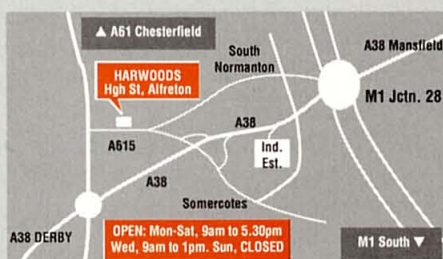 ▲ A61 Chesterfield
South
Normanton
A38 Mansfield
HARWOODS
Hgh St, Alfreton
M1 Jctn. 28
A38
A615
Ind.
Est.
A38
Somercotes
A38 DERBY
OPEN: Mon-Sat, 9am to 5.30pm
Wed, 9am to 1pm. Sun, CLOSED
M1 South ▼